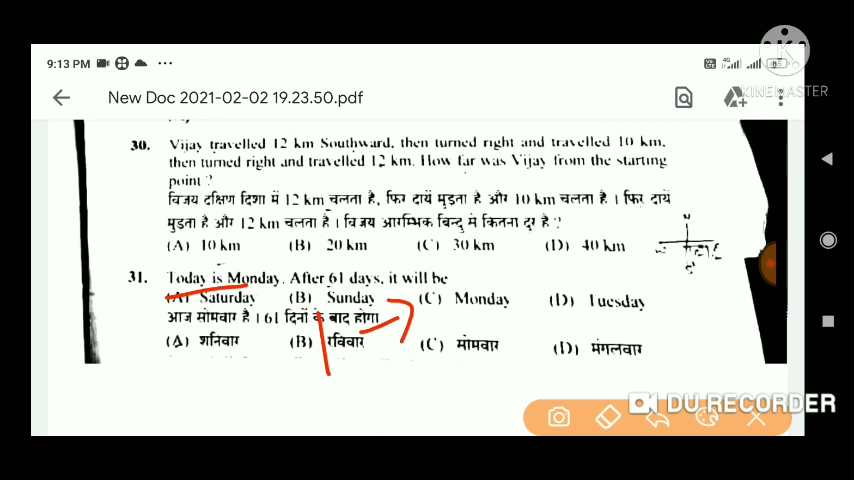 9:13 PM
KINEMASTER
New Doc 2021-02-02 19.23.50.pdf
30. Vijay travelled 12 km Southward, then turned right and travelled 10 km,
then turned right and travelled 12 km. How far was Vijay from the starting
point ?
विजय दक्षिण दिशा में 12 km चलता है, फिर दायें मुड़ता है और 10 km चलता है । फिर दायें
मुड़ता है और 12 km चलता है । विजय आरम्भिक बिन्दु से कितना दूर है ?
(A) 10 km (B) 20 km (C) 30 km (D) 40 km
N
31. Today is Monday. After 61 days, it will be
(A) Saturday (B) Sunday (C) Monday (D) Tuesday
आज सोमवार है । 61 दिनों के बाद होगा
(A) शनिवार (B) रविवार (C) सोमवार (D) मंगलवार
DU RECORDER